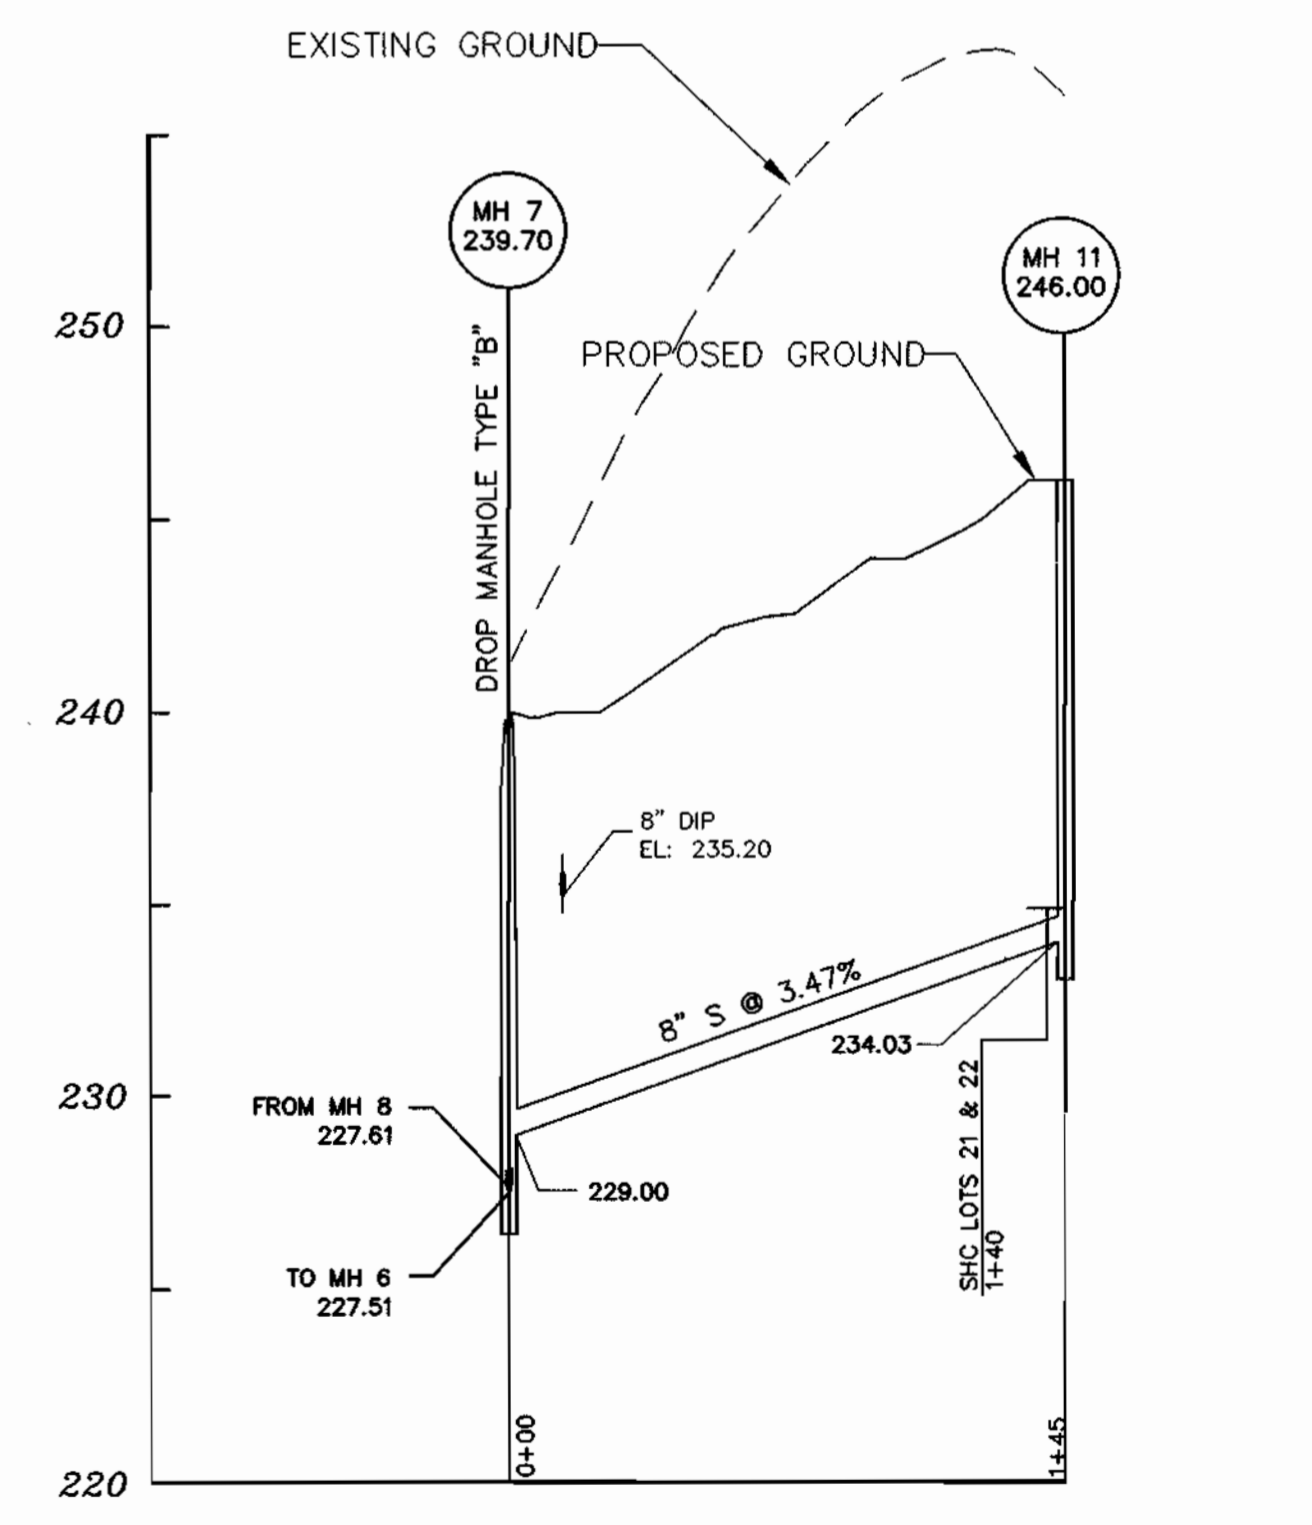 EXISTING GROUND
MH 7
239.70
MH 11
246.00
250
PROPOSED GROUND
DROP MANHOLE TYPE "B"
240
8" DIP
EL: 235.20
8" S @ 3.47%
234.03
230
FROM MH 8
227.61
229.00
SHC LOTS 21 & 22
1+40
TO MH 6
227.51
0+00
1+45
220